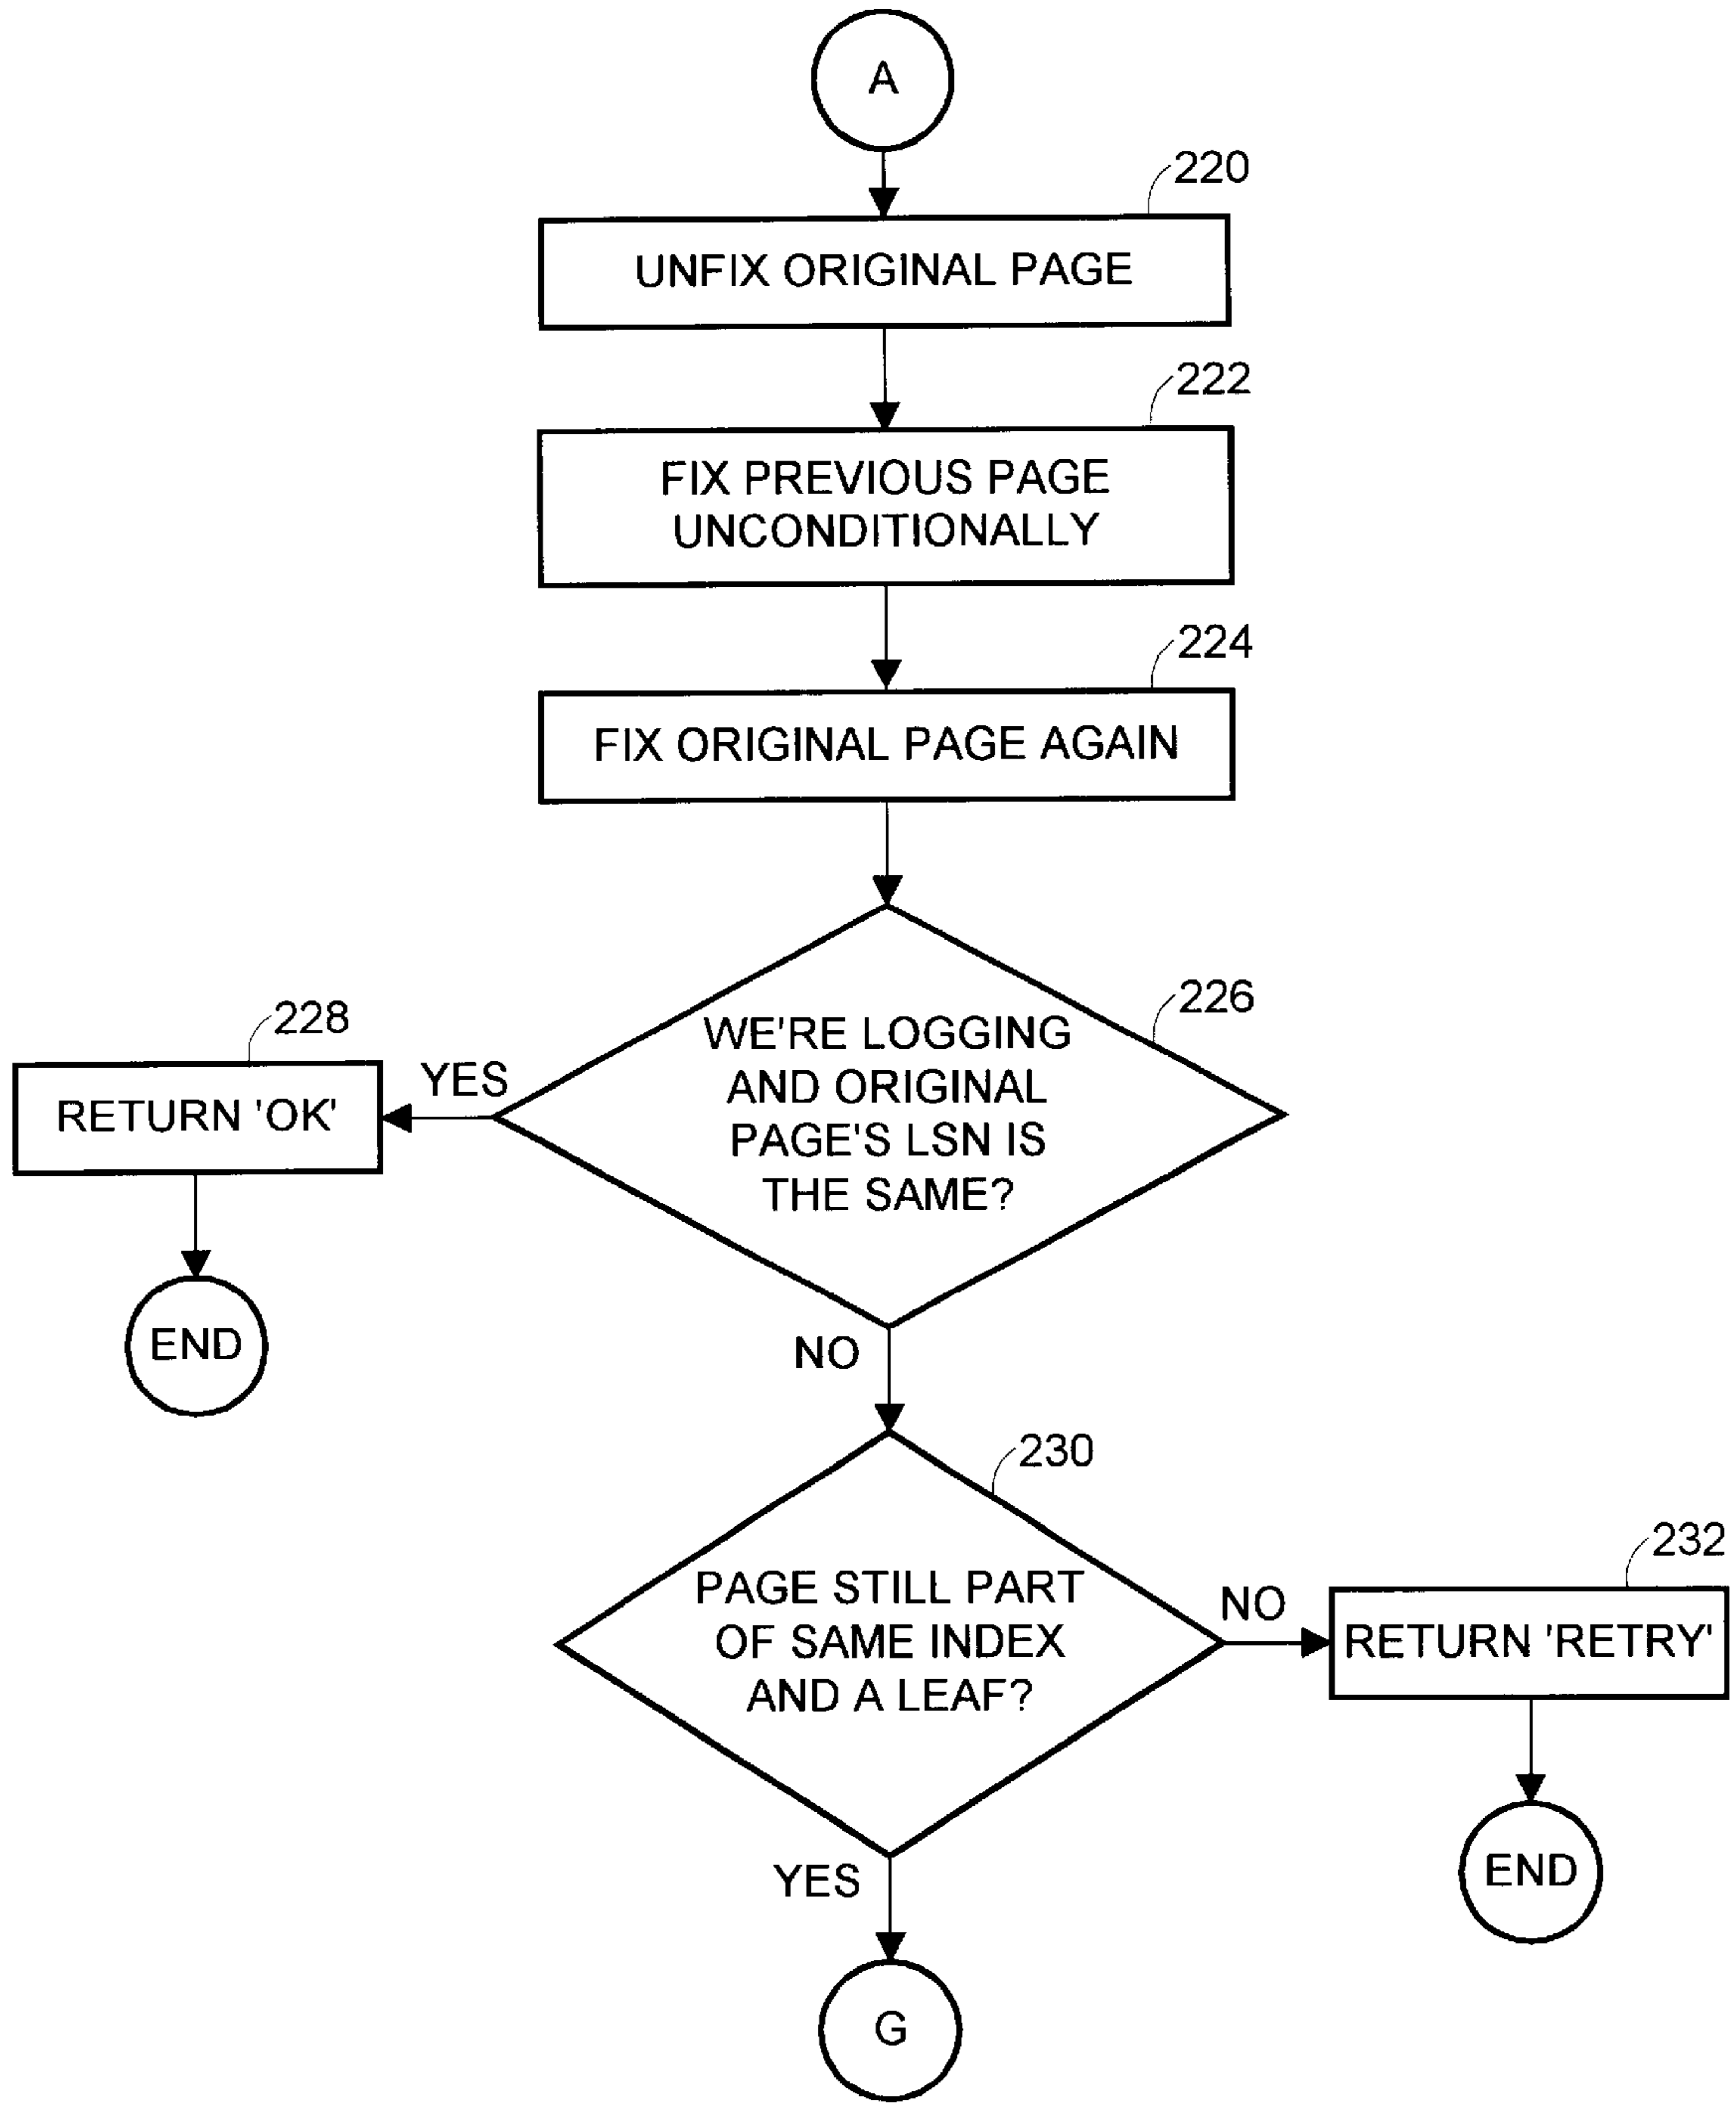 A
220
UNFIX ORIGINAL PAGE
222
FIX PREVIOUS PAGE
UNCONDITIONALLY
224
FIX ORIGINAL PAGE AGAIN
226
WE'RE LOGGING
AND ORIGINAL
PAGE'S LSN IS
THE SAME?
YES
228
RETURN 'OK'
END
NO
230
PAGE STILL PART
OF SAME INDEX
AND A LEAF?
NO
232
RETURN 'RETRY'
END
YES
G